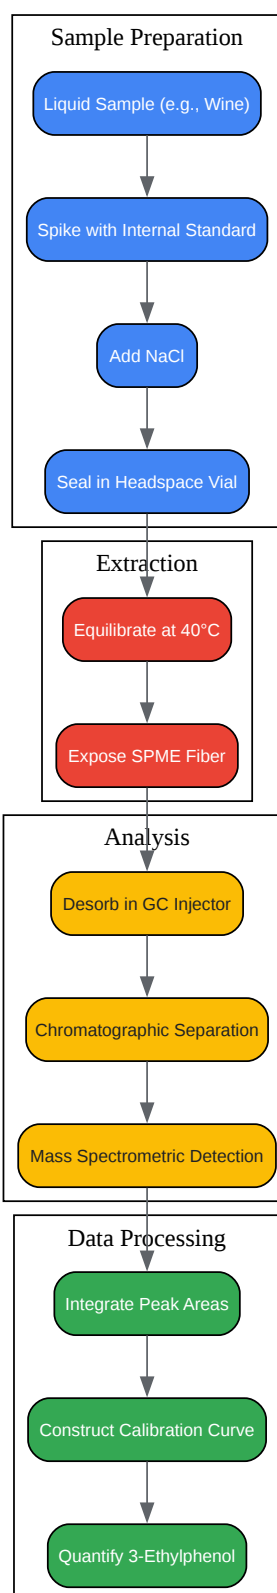 Sample Preparation
Liquid Sample (e.g., Wine)
Spike with Internal Standard
Add NaCl
Seal in Headspace Vial
Extraction
Equilibrate at 40°C
Expose SPME Fiber
Analysis
Desorb in GC Injector
Chromatographic Separation
Mass Spectrometric Detection
Data Processing
Integrate Peak Areas
Construct Calibration Curve
Quantify 3-Ethylphenol